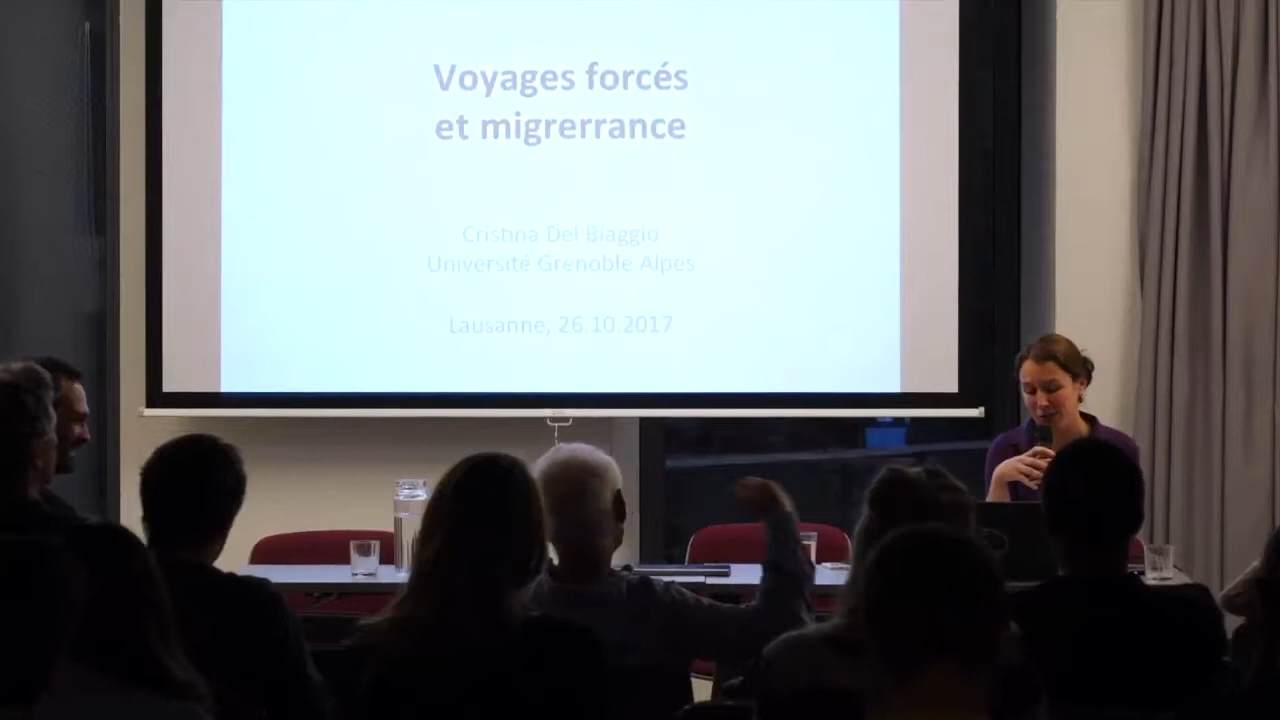 Voyages forcés
et migrerrance
Cristina Del Biaggio
Université Grenoble Alpes
Lausanne, 26.10.2017